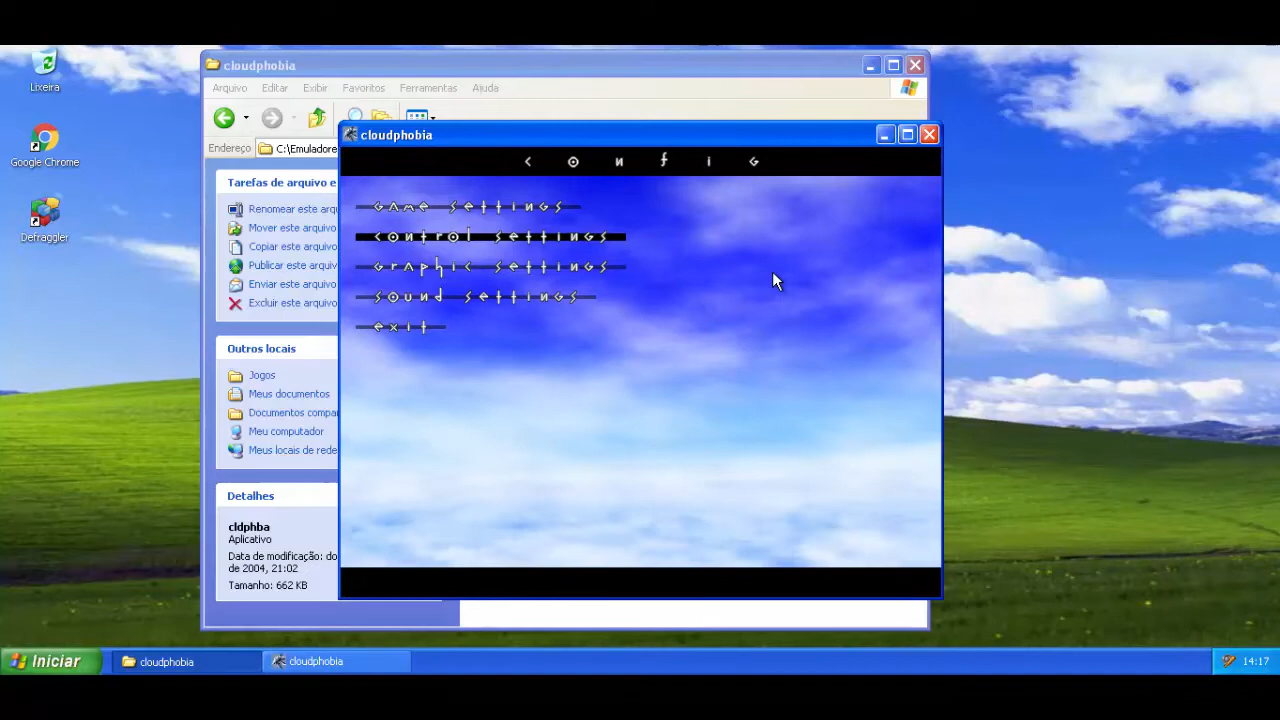 Lixeira
Google Chrome
Defraggler
cloudphobia
Arquivo Editar Exibir Favoritos Ferramentas Ajuda
Endereço C:\Emuladore
Tarefas de arquivo e
Renomear este arqu
Mover este arquivo
Copiar este arquivo
Publicar este arquiv
Enviar este arquivo
Excluir este arquivo
Outros locais
Jogos
Meus documentos
Documentos compar
Meu computador
Meus locais de rede
Detalhes
cldphba
Aplicativo
Data de modificação: do
de 2004, 21:02
Tamanho: 662 KB
cloudphobia
CONFIG
GAME SETTINGS
CONTROL SETTINGS
GRAPHIC SETTINGS
SOUND SETTINGS
EXIT
Iniciar
cloudphobia
cloudphobia
14:17